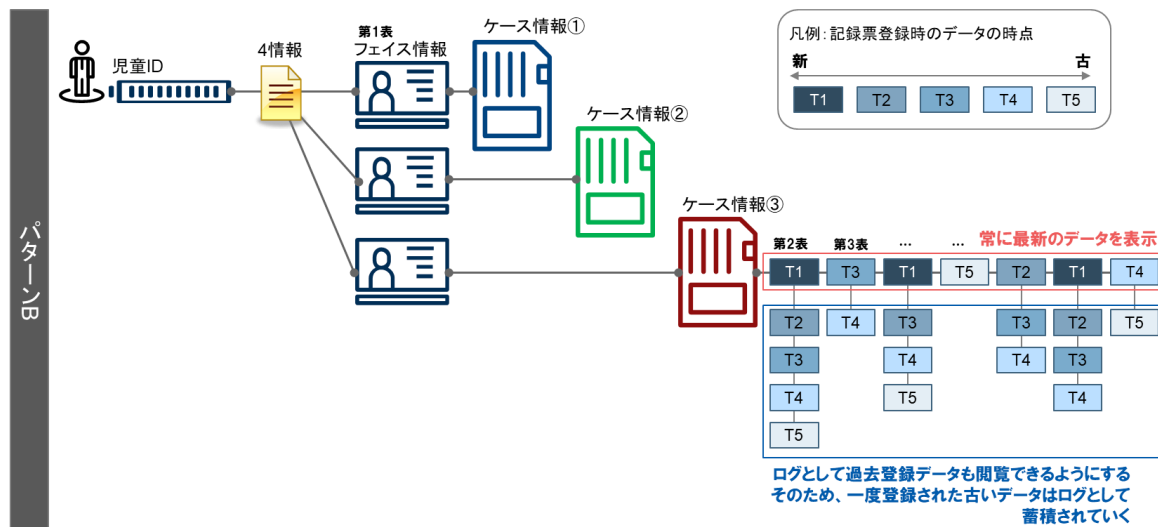 パターンB
児童ID
4情報
第1表
フェイス情報
ケース情報①
ケース情報②
ケース情報③
凡例：記録票登録時のデータの時点
新 古
T1 T2 T3 T4 T5
常に最新のデータを表示
第2表 第3表 … …
T1 T3 T1 T5 T2 T1 T4
T2 T4 T3 T3 T2 T5
T3 T4 T4 T3
T4 T5 T4
T5
ログとして過去登録データも閲覧できるようにする
そのため、一度登録された古いデータはログとして
蓄積されていく